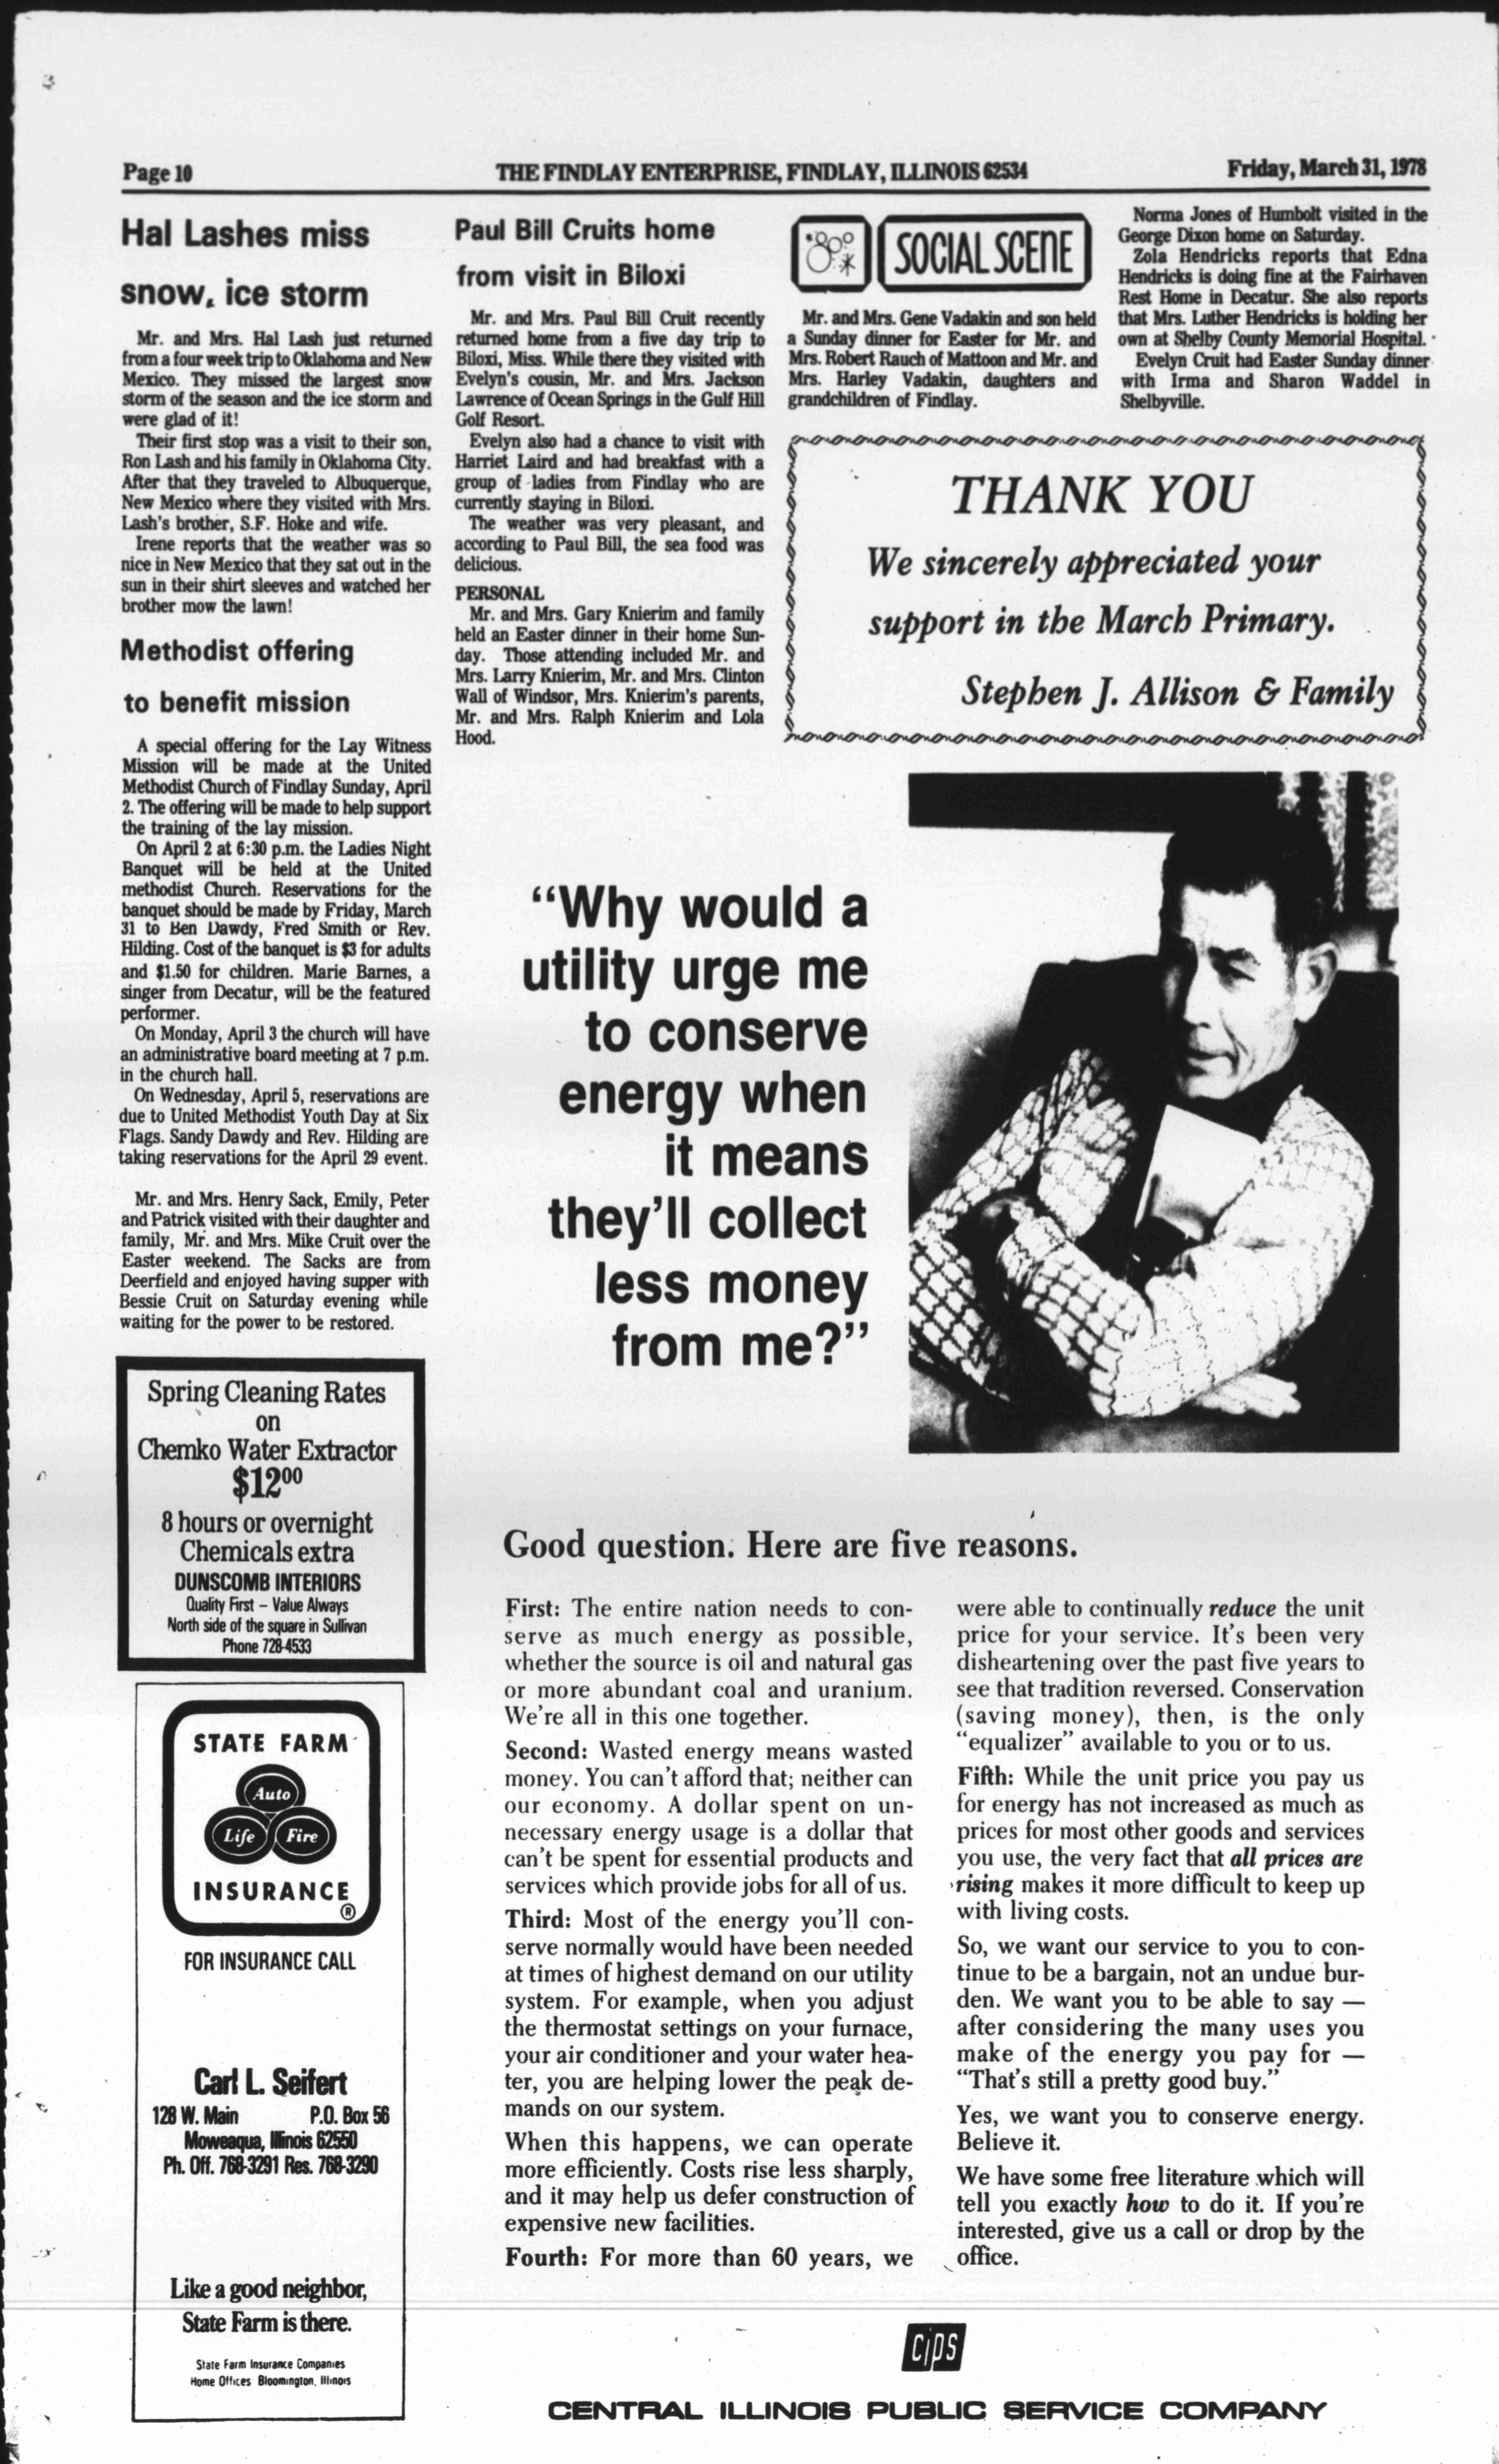 Page 10
THE FINDLAY ENTERPRISE, FINDLAY, ILLINOIS 62534
Friday, March 31, 1978
Hal Lashes miss
snow, ice storm
Mr. and Mrs. Hal Lash just returned
from a four week trip to Oklahoma and New
Mexico. They missed the largest snow
storm of the season and the ice storm and
were glad of it!
Their first stop was a visit to their son,
Ron Lash and his family in Oklahoma City.
After that they traveled to Albuquerque,
New Mexico where they visited with Mrs.
Lash's brother, S.F. Hoke and wife.
Irene reports that the weather was so
nice in New Mexico that they sat out in the
sun in their shirt sleeves and watched her
brother mow the lawn!
Methodist offering
to benefit mission
A special offering for the Lay Witness
Mission will be made at the United
Methodist Church of Findlay Sunday, April
2. The offering will be made to help support
the training of the lay mission.
On April 2 at 6:30 p.m. the Ladies Night
Banquet will be held at the United
methodist Church. Reservations for the
banquet should be made by Friday, March
31 to Ben Dawdy, Fred Smith or Rev.
Hilding. Cost of the banquet is $3 for adults
and $1.50 for children. Marie Barnes, a
singer from Decatur, will be the featured
performer.
On Monday, April 3 the church will have
an administrative board meeting at 7 p.m.
in the church hall.
On Wednesday, April 5, reservations are
due to United Methodist Youth Day at Six
Flags. Sandy Dawdy and Rev. Hilding are
taking reservations for the April 29 event.
Mr. and Mrs. Henry Sack, Emily, Peter
and Patrick visited with their daughter and
family, Mr. and Mrs. Mike Cruit over the
Easter weekend. The Sacks are from
Deerfield and enjoyed having supper with
Bessie Cruit on Saturday evening while
waiting for the power to be restored.
Spring Cleaning Rates
on
Chemko Water Extractor
$1200
8 hours or overnight
Chemicals extra
DUNSCOMB INTERIORS
Quality First – Value Always
North side of the square in Sullivan
Phone 728-4533
STATE FARM
Auto
Life Fire
INSURANCE
®
FOR INSURANCE CALL
Carl L. Seifert
128 W. Main P.O. Box 56
Moweaqua, Illinois 62550
Ph. Off. 768-3291 Res. 768-3290
Like a good neighbor,
State Farm is there.
State Farm Insurance Companies
Home Offices Bloomington, Illinois
Paul Bill Cruits home
from visit in Biloxi
Mr. and Mrs. Paul Bill Cruit recently
returned home from a five day trip to
Biloxi, Miss. While there they visited with
Evelyn's cousin, Mr. and Mrs. Jackson
Lawrence of Ocean Springs in the Gulf Hill
Golf Resort.
Evelyn also had a chance to visit with
Harriet Laird and had breakfast with a
group of ladies from Findlay who are
currently staying in Biloxi.
The weather was very pleasant, and
according to Paul Bill, the sea food was
delicious.
PERSONAL
Mr. and Mrs. Gary Knierim and family
held an Easter dinner in their home Sun-
day. Those attending included Mr. and
Mrs. Larry Knierim, Mr. and Mrs. Clinton
Wall of Windsor, Mrs. Knierim's parents,
Mr. and Mrs. Ralph Knierim and Lola
Hood.
SOCIAL SCENE
Mr. and Mrs. Gene Vadakin and son held
a Sunday dinner for Easter for Mr. and
Mrs. Robert Rauch of Mattoon and Mr. and
Mrs. Harley Vadakin, daughters and
grandchildren of Findlay.
Norma Jones of Humbolt visited in the
George Dixon home on Saturday.
Zola Hendricks reports that Edna
Hendricks is doing fine at the Fairhaven
Rest Home in Decatur. She also reports
that Mrs. Luther Hendricks is holding her
own at Shelby County Memorial Hospital.
Evelyn Cruit had Easter Sunday dinner
with Irma and Sharon Waddel in
Shelbyville.
THANK YOU
We sincerely appreciated your
support in the March Primary.
Stephen J. Allison & Family
“Why would a
utility urge me
to conserve
energy when
it means
they'll collect
less money
from me?”
Good question. Here are five reasons.
First: The entire nation needs to con-
serve as much energy as possible,
whether the source is oil and natural gas
or more abundant coal and uranium.
We're all in this one together.
Second: Wasted energy means wasted
money. You can't afford that; neither can
our economy. A dollar spent on un-
necessary energy usage is a dollar that
can't be spent for essential products and
services which provide jobs for all of us.
Third: Most of the energy you'll con-
serve normally would have been needed
at times of highest demand on our utility
system. For example, when you adjust
the thermostat settings on your furnace,
your air conditioner and your water hea-
ter, you are helping lower the peak de-
mands on our system.
When this happens, we can operate
more efficiently. Costs rise less sharply,
and it may help us defer construction of
expensive new facilities.
Fourth: For more than 60 years, we
were able to continually reduce the unit
price for your service. It's been very
disheartening over the past five years to
see that tradition reversed. Conservation
(saving money), then, is the only
“equalizer” available to you or to us.
Fifth: While the unit price you pay us
for energy has not increased as much as
prices for most other goods and services
you use, the very fact that all prices are
rising makes it more difficult to keep up
with living costs.
So, we want our service to you to con-
tinue to be a bargain, not an undue bur-
den. We want you to be able to say —
after considering the many uses you
make of the energy you pay for —
“That's still a pretty good buy.”
Yes, we want you to conserve energy.
Believe it.
We have some free literature which will
tell you exactly how to do it. If you're
interested, give us a call or drop by the
office.
CIPS
CENTRAL ILLINOIS PUBLIC SERVICE COMPANY